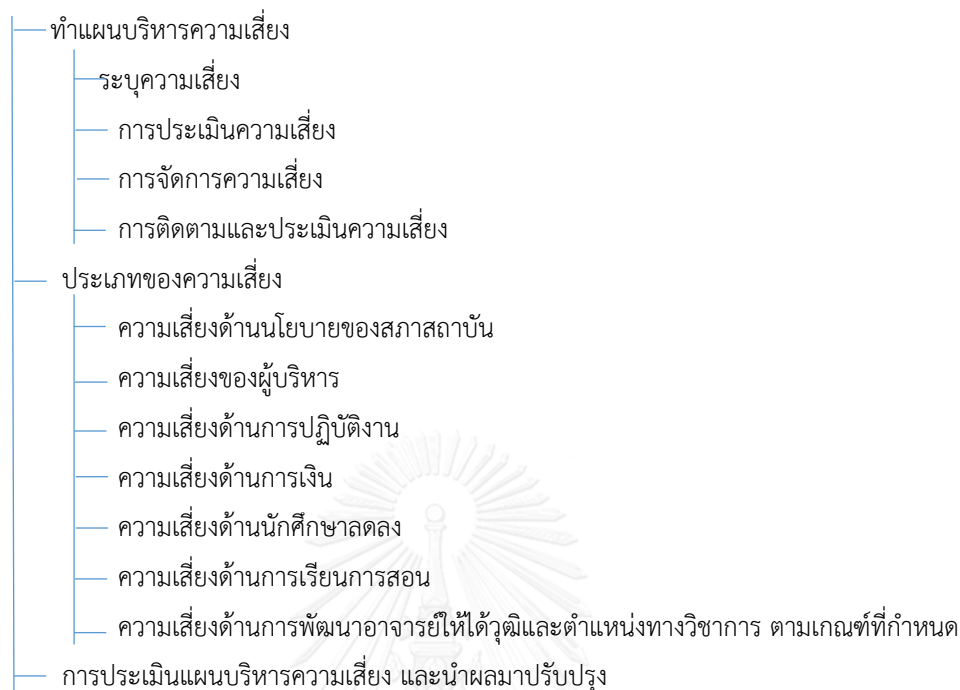 ทำแผนบริหารความเสี่ยง
ระบุความเสี่ยง
การประเมินความเสี่ยง
การจัดการความเสี่ยง
การติดตามและประเมินความเสี่ยง
ประเภทของความเสี่ยง
ความเสี่ยงด้านนโยบายของสภาสถาบัน
ความเสี่ยงของผู้บริหาร
ความเสี่ยงด้านการปฏิบัติงาน
ความเสี่ยงด้านการเงิน
ความเสี่ยงด้านนักศึกษาลดลง
ความเสี่ยงด้านการเรียนการสอน
ความเสี่ยงด้านการพัฒนาอาจารย์ให้ได้วุฒิและตำแหน่งทางวิชาการ ตามเกณฑ์ที่กำหนด
การประเมินแผนบริหารความเสี่ยง และนำผลมาปรับปรุง